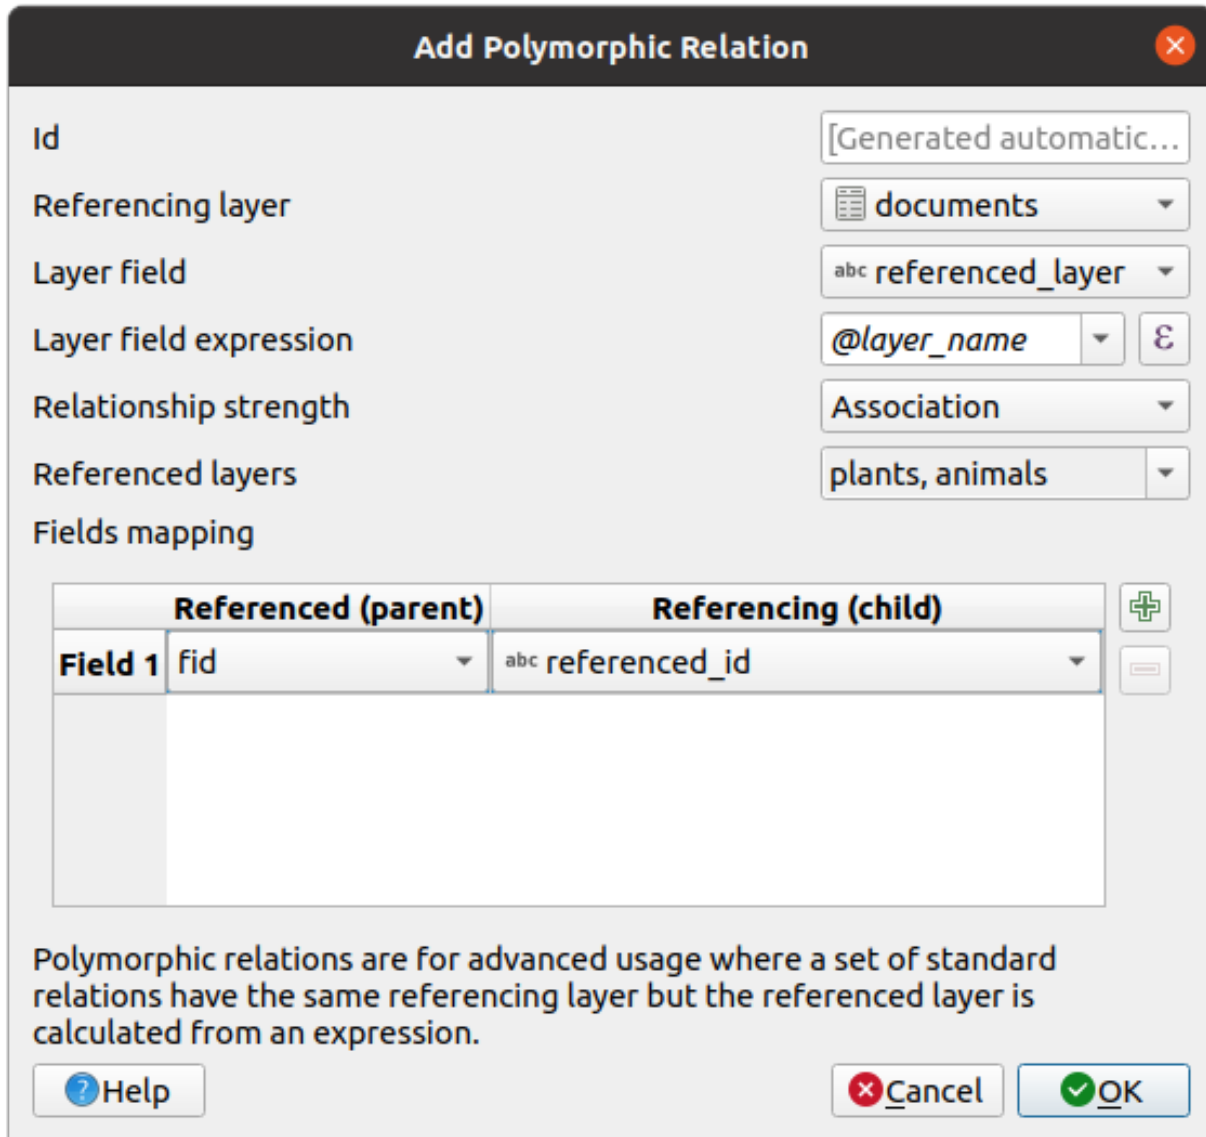 Add Polymorphic Relation
Id [Generated automatic...
Referencing layer documents
Layer field abc referenced_layer
Layer field expression @layer_name ε
Relationship strength Association
Referenced layers plants, animals
Fields mapping
Referenced (parent) Referencing (child)
Field 1 fid abc referenced_id
Polymorphic relations are for advanced usage where a set of standard
relations have the same referencing layer but the referenced layer is
calculated from an expression.
?Help Cancel OK